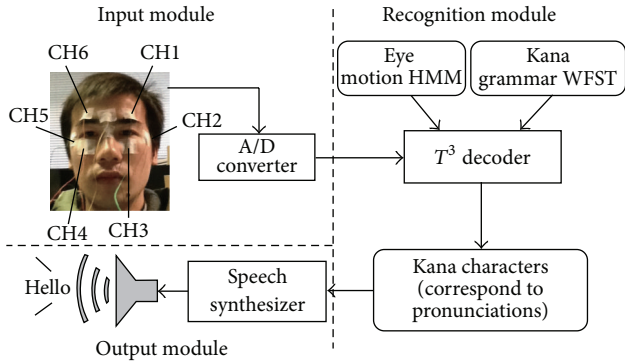 Input module
Recognition module
CH6
CH1
CH5
CH2
CH4
CH3
A/D
converter
Eye
motion HMM
Kana
grammar WFST
T³ decoder
Kana characters
(correspond to
pronunciations)
Speech
synthesizer
Hello
Output module